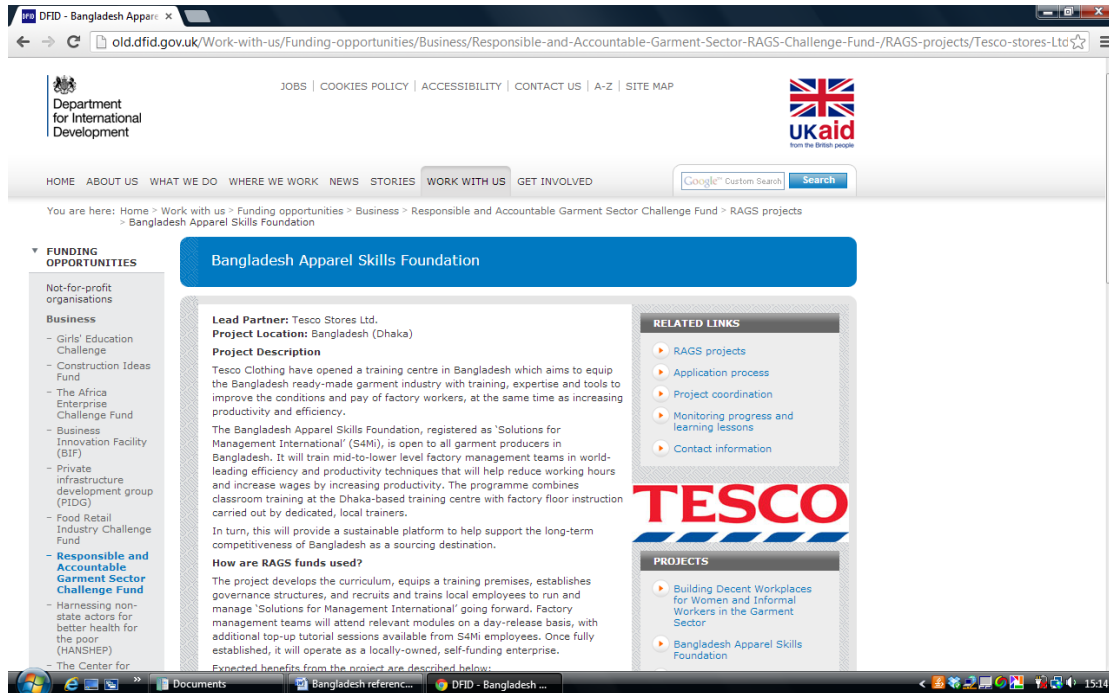 DFID - Bangladesh Appare
old.dfid.gov.uk/Work-with-us/Funding-opportunities/Business/Responsible-and-Accountable-Garment-Sector-RAGS-Challenge-Fund-/RAGS-projects/Tesco-stores-Ltd
Department
for International
Development
JOBS | COOKIES POLICY | ACCESSIBILITY | CONTACT US | A-Z | SITE MAP
UKaid
from the British people
HOME ABOUT US WHAT WE DO WHERE WE WORK NEWS STORIES WORK WITH US GET INVOLVED
Google™ Custom Search Search
You are here: Home > Work with us > Funding opportunities > Business > Responsible and Accountable Garment Sector Challenge Fund > RAGS projects
> Bangladesh Apparel Skills Foundation
FUNDING
OPPORTUNITIES
Not-for-profit
organisations
Business
- Girls' Education
Challenge
- Construction Ideas
Fund
- The Africa
Enterprise
Challenge Fund
- Business
Innovation Facility
(BIF)
- Private
infrastructure
development group
(PIDG)
- Food Retail
Industry Challenge
Fund
- Responsible and
Accountable
Garment Sector
Challenge Fund
- Harnessing non-
state actors for
better health for
the poor
(HANSHEP)
- The Center for
Bangladesh Apparel Skills Foundation
Lead Partner: Tesco Stores Ltd.
Project Location: Bangladesh (Dhaka)
Project Description
Tesco Clothing have opened a training centre in Bangladesh which aims to equip
the Bangladesh ready-made garment industry with training, expertise and tools to
improve the conditions and pay of factory workers, at the same time as increasing
productivity and efficiency.
The Bangladesh Apparel Skills Foundation, registered as 'Solutions for
Management International' (S4Mi), is open to all garment producers in
Bangladesh. It will train mid-to-lower level factory management teams in world-
leading efficiency and productivity techniques that will help reduce working hours
and increase wages by increasing productivity. The programme combines
classroom training at the Dhaka-based training centre with factory floor instruction
carried out by dedicated, local trainers.
In turn, this will provide a sustainable platform to help support the long-term
competitiveness of Bangladesh as a sourcing destination.
How are RAGS funds used?
The project develops the curriculum, equips a training premises, establishes
governance structures, and recruits and trains local employees to run and
manage 'Solutions for Management International' going forward. Factory
management teams will attend relevant modules on a day-release basis, with
additional top-up tutorial sessions available from S4Mi employees. Once fully
established, it will operate as a locally-owned, self-funding enterprise.
Expected benefits from the project are described below:
RELATED LINKS
RAGS projects
Application process
Project coordination
Monitoring progress and
learning lessons
Contact information
TESCO
PROJECTS
Building Decent Workplaces
for Women and Informal
Workers in the Garment
Sector
Bangladesh Apparel Skills
Foundation
Documents
Bangladesh referenc...
DFID - Bangladesh ...
15:14